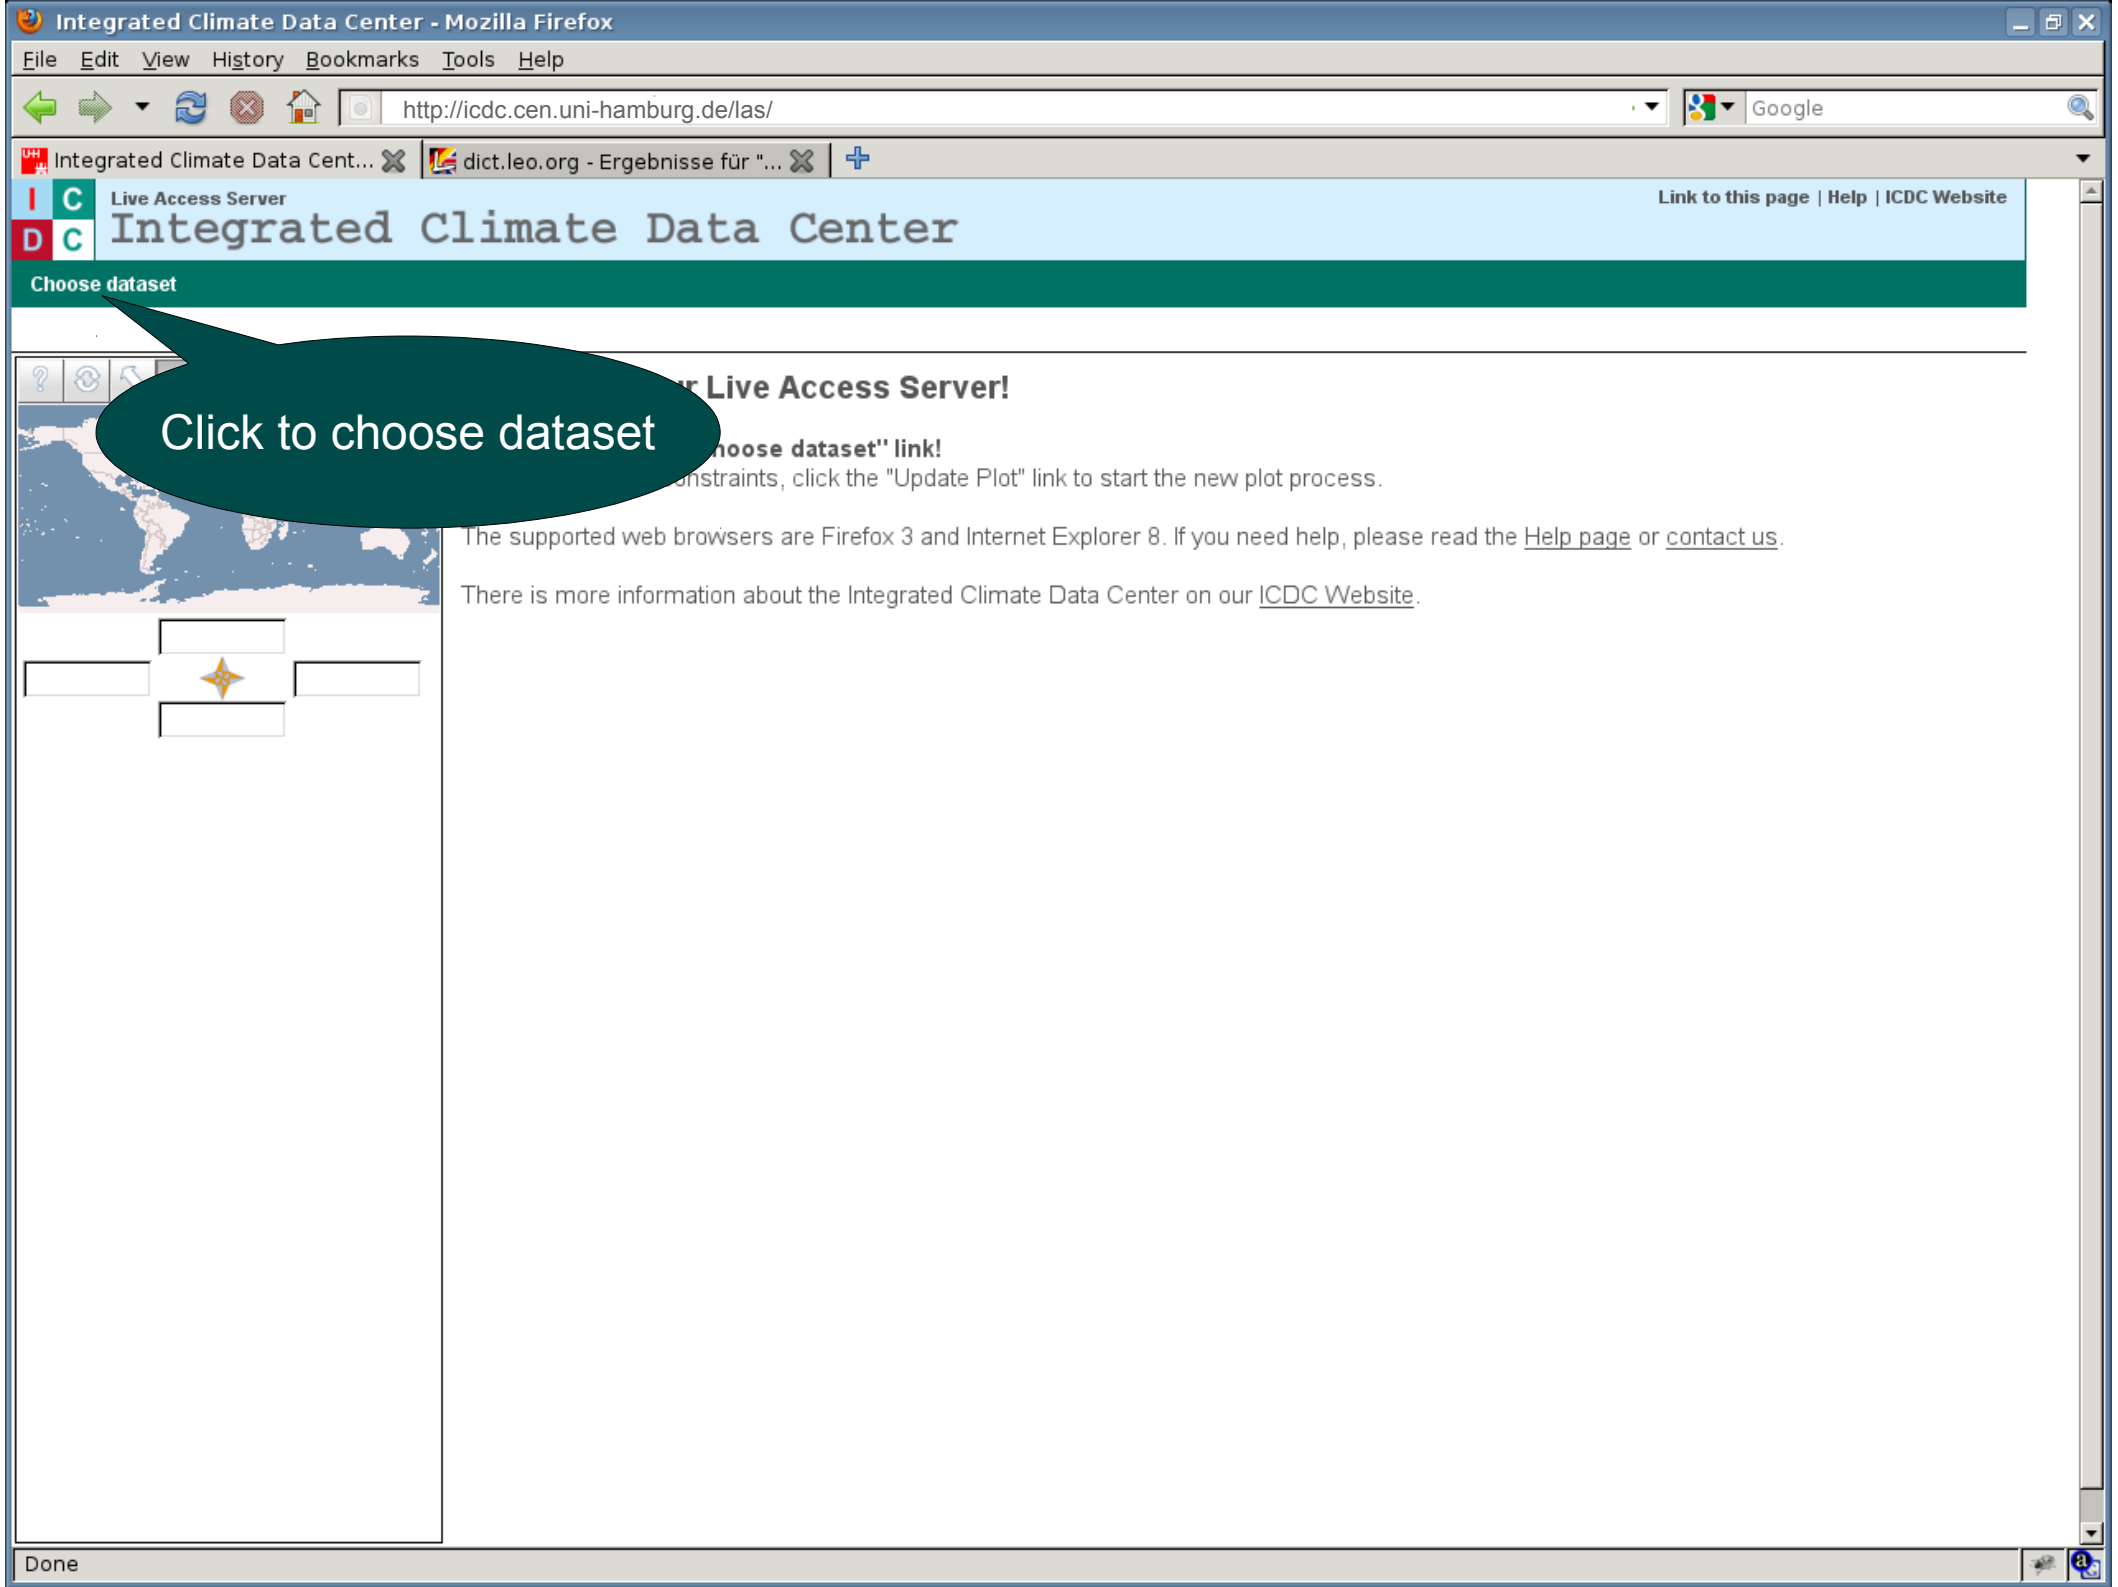 Integrated Climate Data Center - Mozilla Firefox
File Edit View History Bookmarks Tools Help
http://icdc.cen.uni-hamburg.de/las/
Google
Integrated Climate Data Cent...
dict.leo.org - Ergebnisse für "...
I C
D C
Live Access Server
Integrated Climate Data Center
Link to this page | Help | ICDC Website
Choose dataset
Click to choose dataset
Live Access Server!
dataset" link!
click the "Update Plot" link to start the new plot process.
The supported web browsers are Firefox 3 and Internet Explorer 8. If you need help, please read the Help page or contact us.
There is more information about the Integrated Climate Data Center on our ICDC Website.
Done